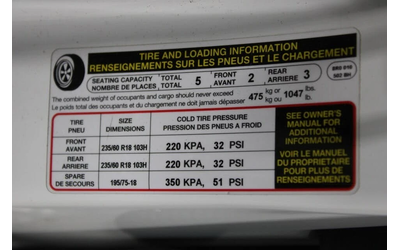 TIRE AND LOADING INFORMATION
RENSEIGNEMENTS SUR LES PNEUS ET LE CHARGEMENT
SEATING CAPACITY TOTAL 5 FRONT 2 REAR 3
NOMBRE DE PLACES TOTAL AVANT ARRIERE
The combined weight of occupants and cargo should never exceed 475 kg or 1047 lbs.
Le poids total des occupants et du chargement ne doit jamais dépasser kg ou lb.
TIRE SIZE COLD TIRE PRESSURE
PNEU DIMENSIONS PRESSION DES PNEUS A FROID
FRONT 235/60 R18 103H 220 KPA, 32 PSI
AVANT
REAR 235/60 R18 103H 220 KPA, 32 PSI
ARRIERE
SPARE 195/75-18 350 KPA, 51 PSI
DE SECOURS
SEE OWNER'S
MANUAL FOR
ADDITIONAL
INFORMATION
VOIR LE MANUEL
DU PROPRIETAIRE
POUR PLUS DE
RENSEIGNEMENTS